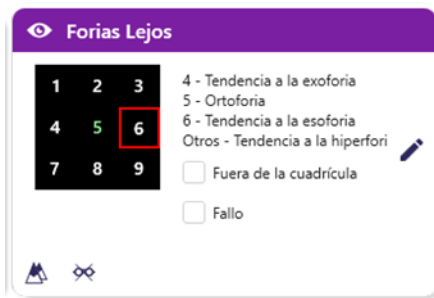 Forias Lejos
1 2 3
4 5 6
7 8 9
4 - Tendencia a la exoforia
5 - Ortoforia
6 - Tendencia a la esoforia
Otros - Tendencia a la hiperfori
Fuera de la cuadrícula
Fallo